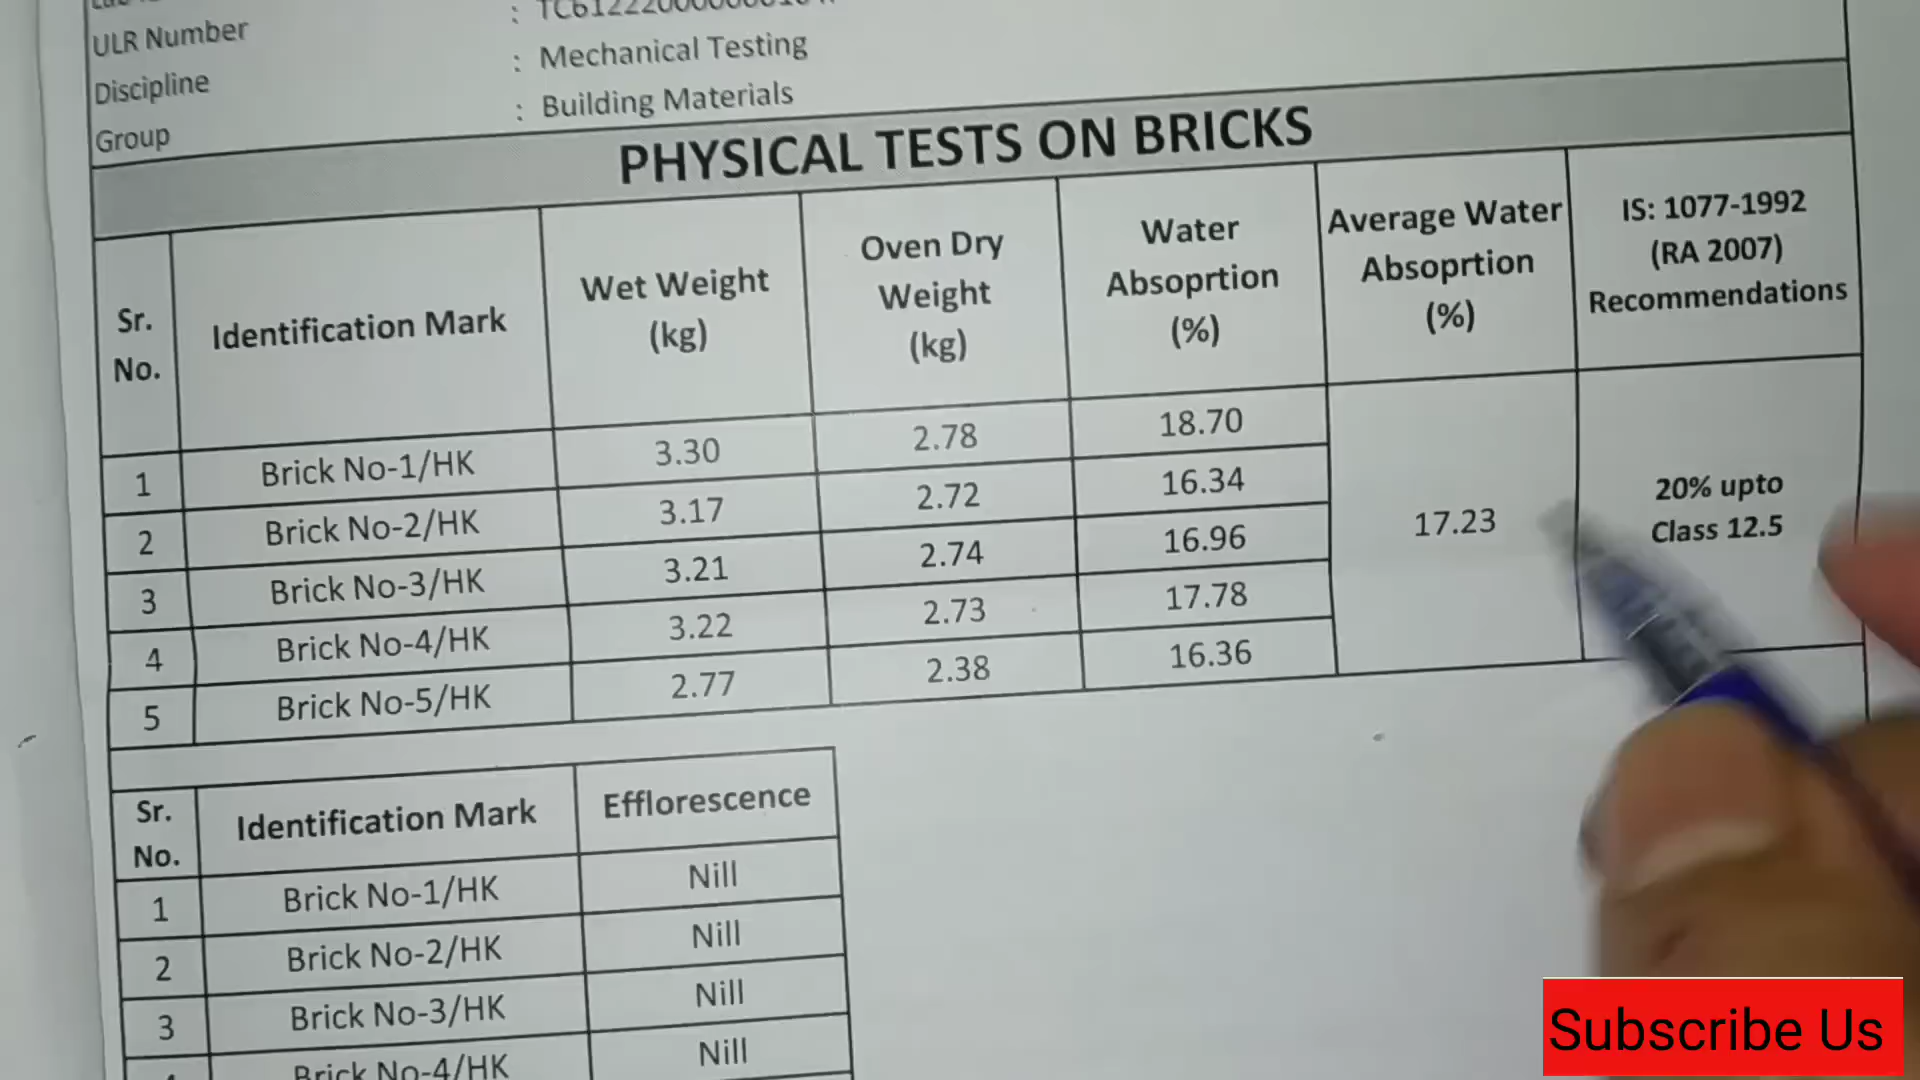 ULR Number
Discipline : Mechanical Testing
Group : Building Materials
PHYSICAL TESTS ON BRICKS
Sr. No. Identification Mark Wet Weight (kg) Oven Dry Weight (kg) Water Absoprtion (%) Average Water Absoprtion (%) IS: 1077-1992 (RA 2007) Recommendations
1 Brick No-1/HK 3.30 2.78 18.70
2 Brick No-2/HK 3.17 2.72 16.34
3 Brick No-3/HK 3.21 2.74 16.96
4 Brick No-4/HK 3.22 2.73 17.78
5 Brick No-5/HK 2.77 2.38 16.36
17.23
20% upto
Class 12.5
Sr. No. Identification Mark Efflorescence
1 Brick No-1/HK Nill
2 Brick No-2/HK Nill
3 Brick No-3/HK Nill
Brick No-4/HK Nill
Subscribe Us